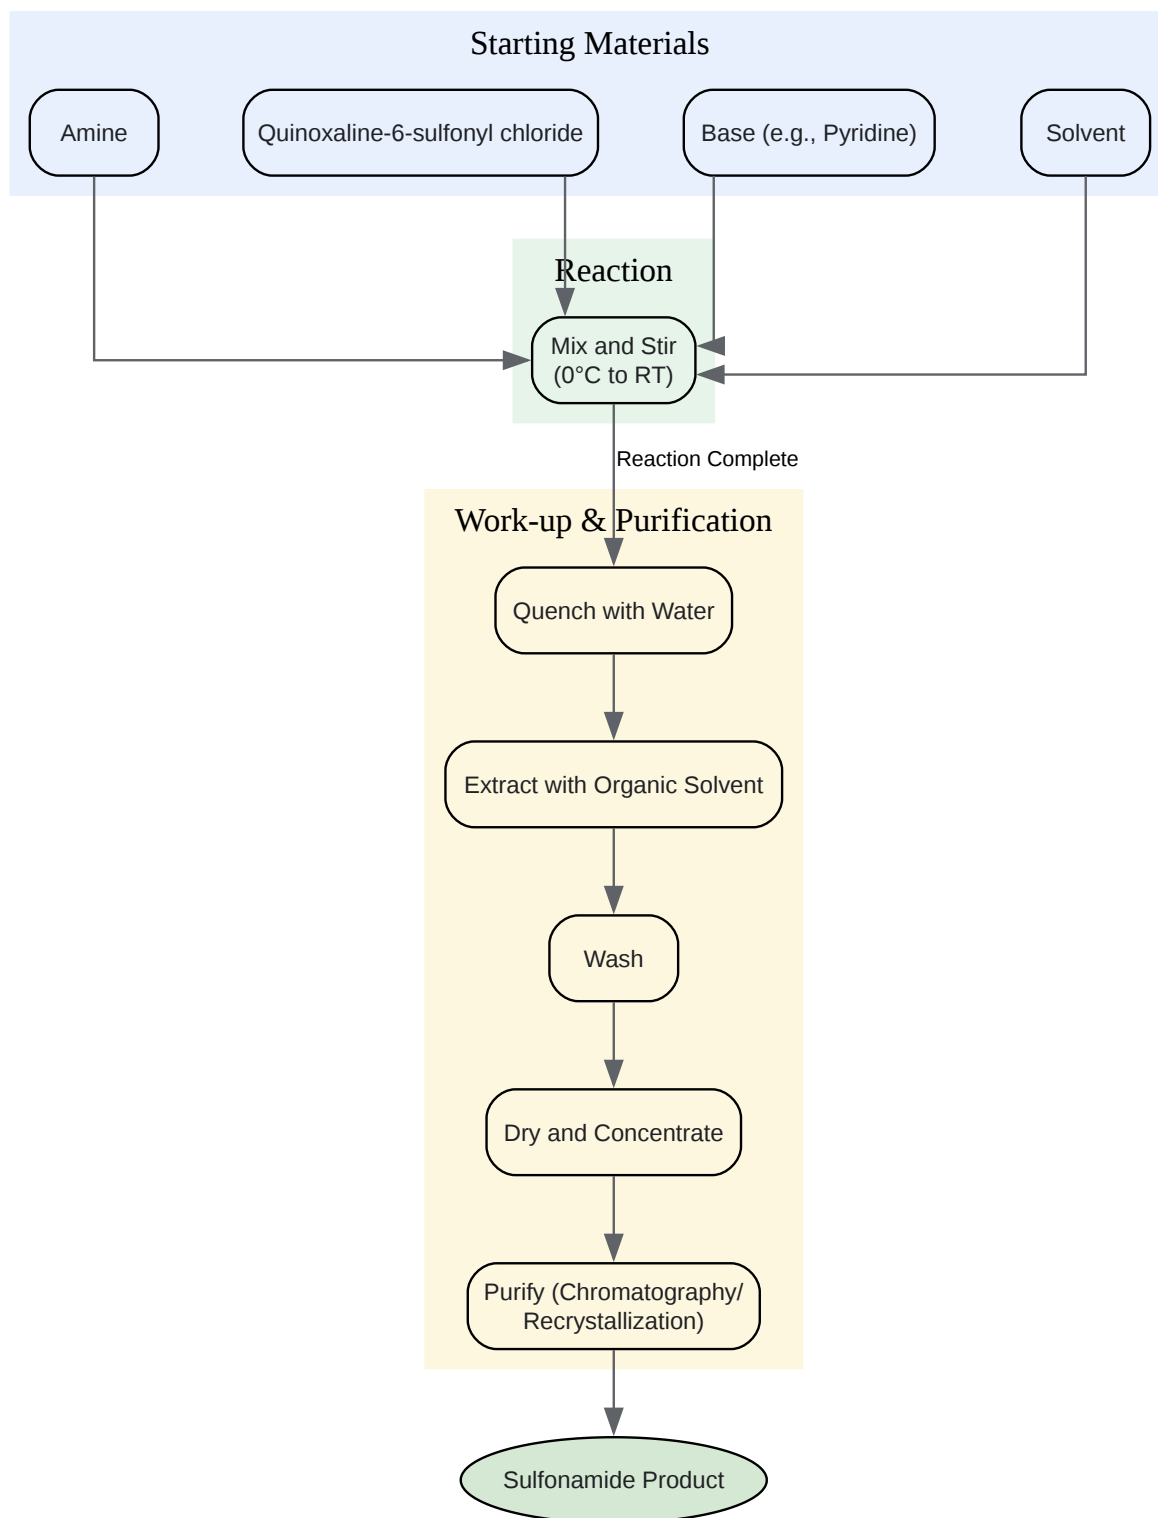 Starting Materials
Amine
Quinoxaline-6-sulfonyl chloride
Base (e.g., Pyridine)
Solvent
Reaction
Mix and Stir
(0°C to RT)
Reaction Complete
Work-up & Purification
Quench with Water
Extract with Organic Solvent
Wash
Dry and Concentrate
Purify (Chromatography/
Recrystallization)
Sulfonamide Product